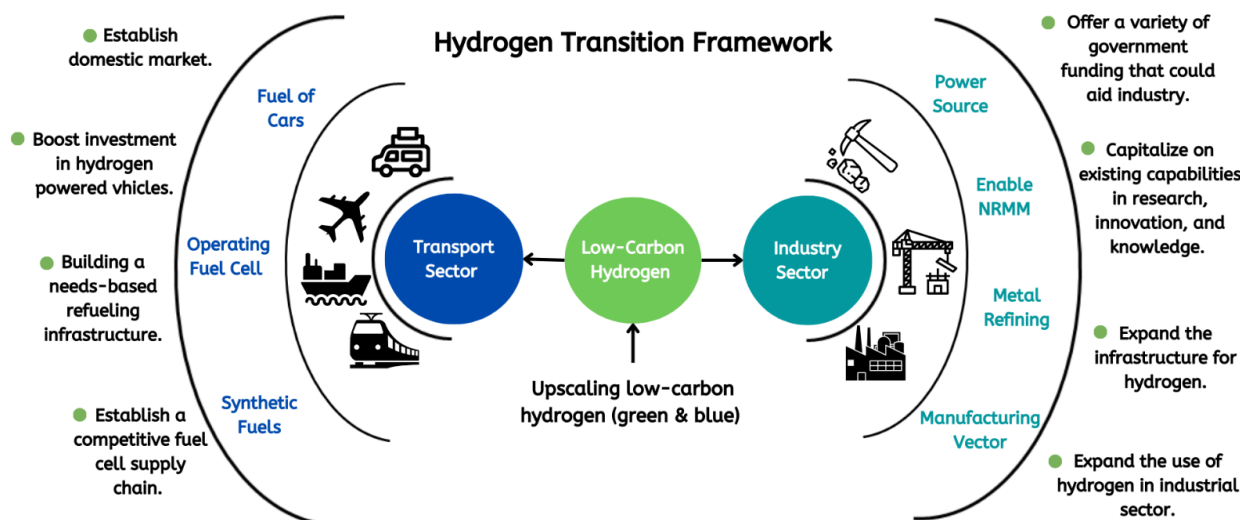 Hydrogen Transition Framework
Establish
domestic market.
Boost investment
in hydrogen
powered vhicles.
Building a
needs-based
refueling
infrastructure.
Establish a
competitive fuel
cell supply
chain.
Fuel of
Cars
Operating
Fuel Cell
Synthetic
Fuels
Transport
Sector
Low-Carbon
Hydrogen
Industry
Sector
Upscaling low-carbon
hydrogen (green & blue)
Power
Source
Enable
NRMM
Metal
Refining
Manufacturing
Vector
Offer a variety of
government
funding that could
aid industry.
Capitalize on
existing capabilities
in research,
innovation, and
knowledge.
Expand the
infrastructure for
hydrogen.
Expand the use of
hydrogen in industrial
sector.